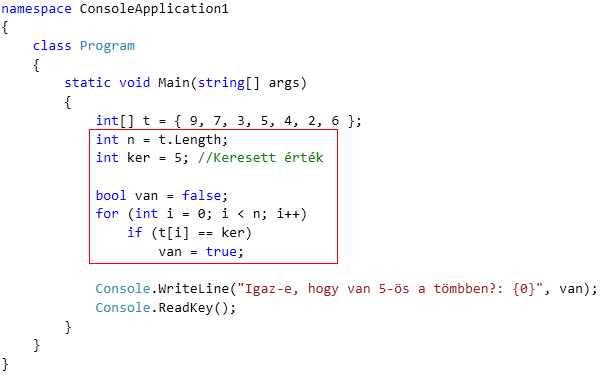 namespace ConsoleApplication1
{
class Program
{
static void Main(string[] args)
{
int[] t = { 9, 7, 3, 5, 4, 2, 6 };
int n = t.Length;
int ker = 5; //Keresett érték
bool van = false;
for (int i = 0; i < n; i++)
if (t[i] == ker)
van = true;
Console.WriteLine("Igaz-e, hogy van 5-ös a tömbben?: {0}", van);
Console.ReadKey();
}
}
}